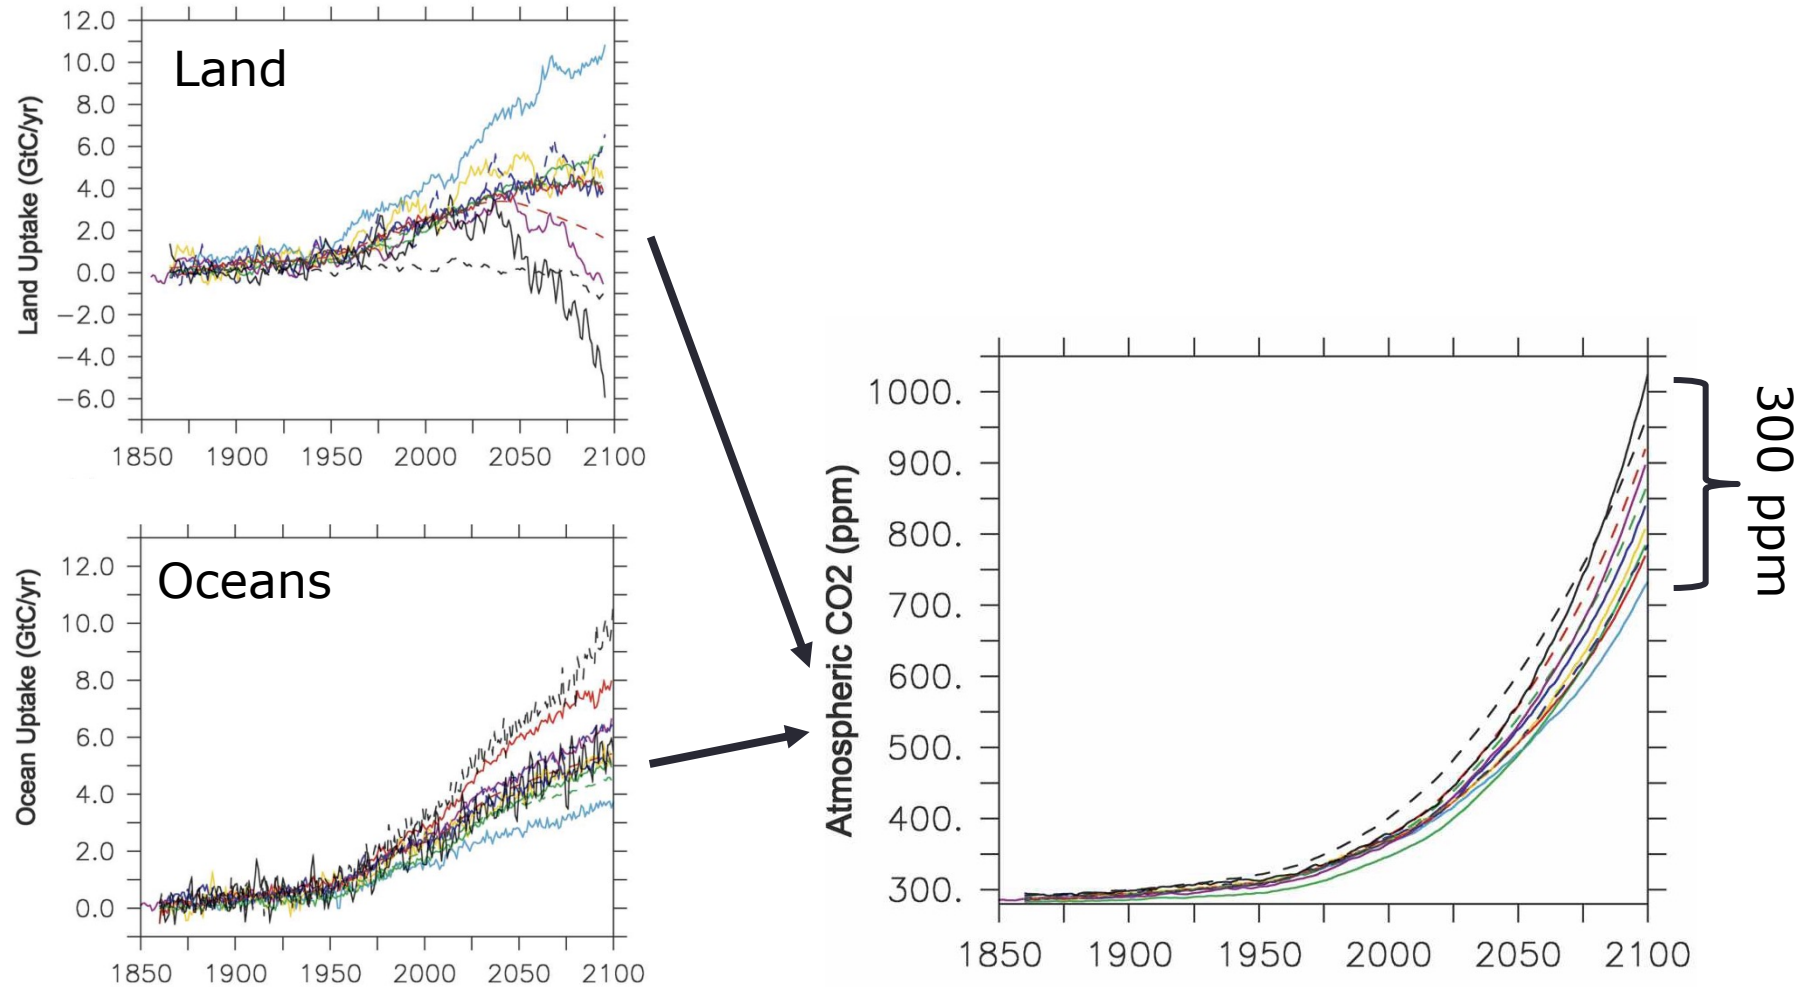 Land
Land Uptake (GtC/yr)
12.0
10.0
8.0
6.0
4.0
2.0
0.0
−2.0
−4.0
−6.0
1850 1900 1950 2000 2050 2100
Oceans
Ocean Uptake (GtC/yr)
12.0
10.0
8.0
6.0
4.0
2.0
0.0
1850 1900 1950 2000 2050 2100
Atmospheric CO2 (ppm)
1000.
900.
800.
700.
600.
500.
400.
300.
1850 1900 1950 2000 2050 2100
300 ppm